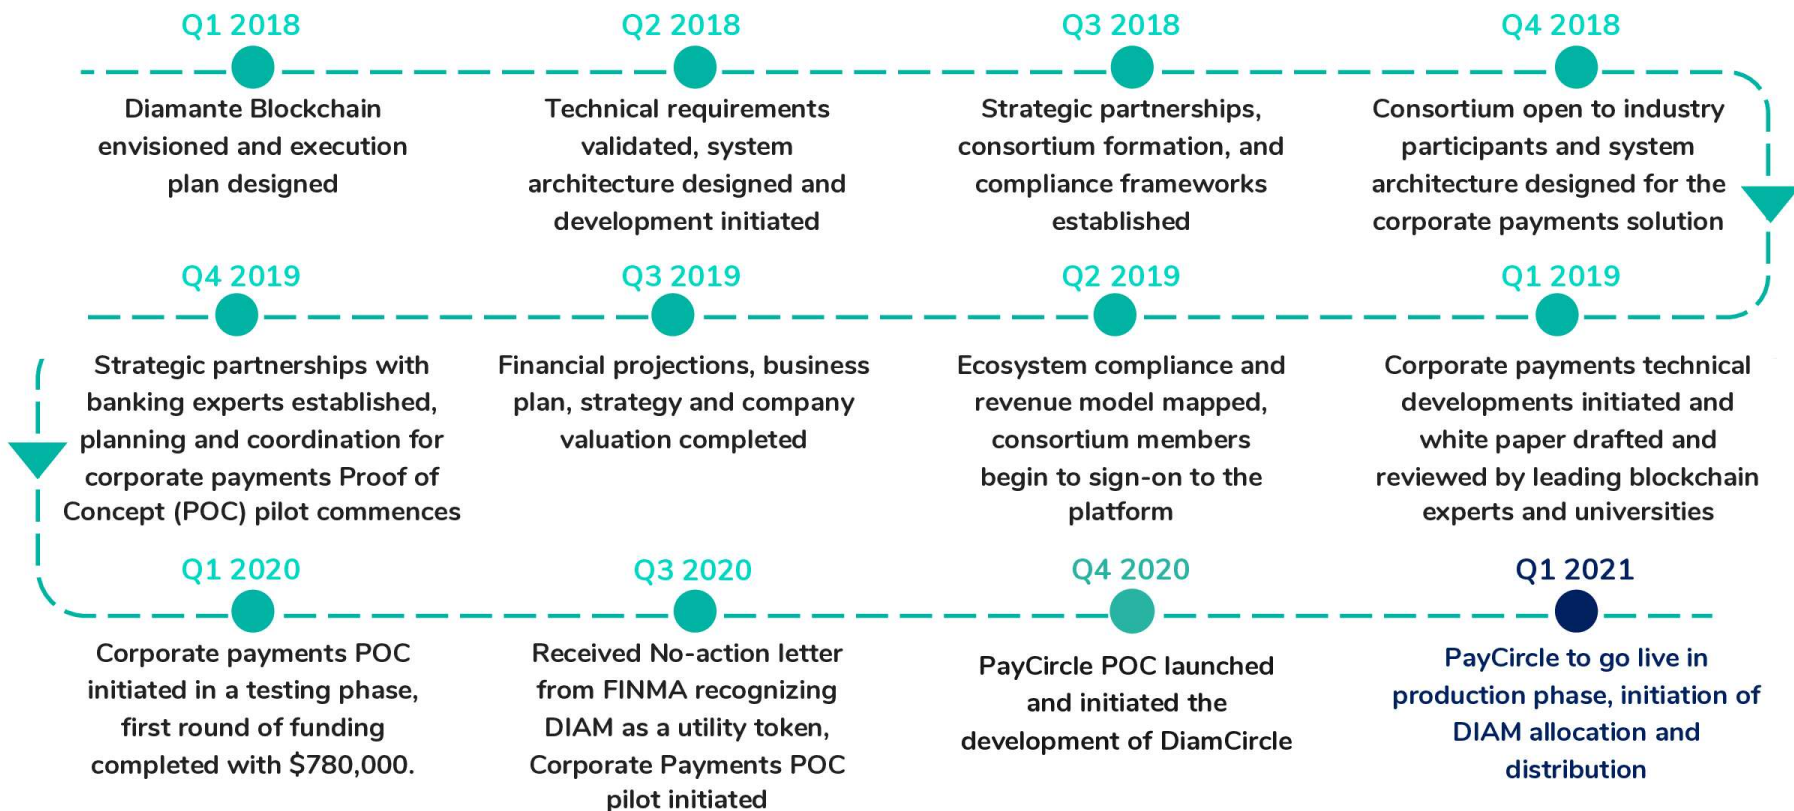 Q1 2018
Diamante Blockchain
envisioned and execution
plan designed
Q2 2018
Technical requirements
validated, system
architecture designed and
development initiated
Q3 2018
Strategic partnerships,
consortium formation, and
compliance frameworks
established
Q4 2018
Consortium open to industry
participants and system
architecture designed for the
corporate payments solution
Q1 2019
Corporate payments technical
developments initiated and
white paper drafted and
reviewed by leading blockchain
experts and universities
Q2 2019
Ecosystem compliance and
revenue model mapped,
consortium members
begin to sign-on to the
platform
Q3 2019
Financial projections, business
plan, strategy and company
valuation completed
Q4 2019
Strategic partnerships with
banking experts established,
planning and coordination for
corporate payments Proof of
Concept (POC) pilot commences
Q1 2020
Corporate payments POC
initiated in a testing phase,
first round of funding
completed with $780,000.
Q3 2020
Received No-action letter
from FINMA recognizing
DIAM as a utility token,
Corporate Payments POC
pilot initiated
Q4 2020
PayCircle POC launched
and initiated the
development of DiamCircle
Q1 2021
PayCircle to go live in
production phase, initiation of
DIAM allocation and
distribution